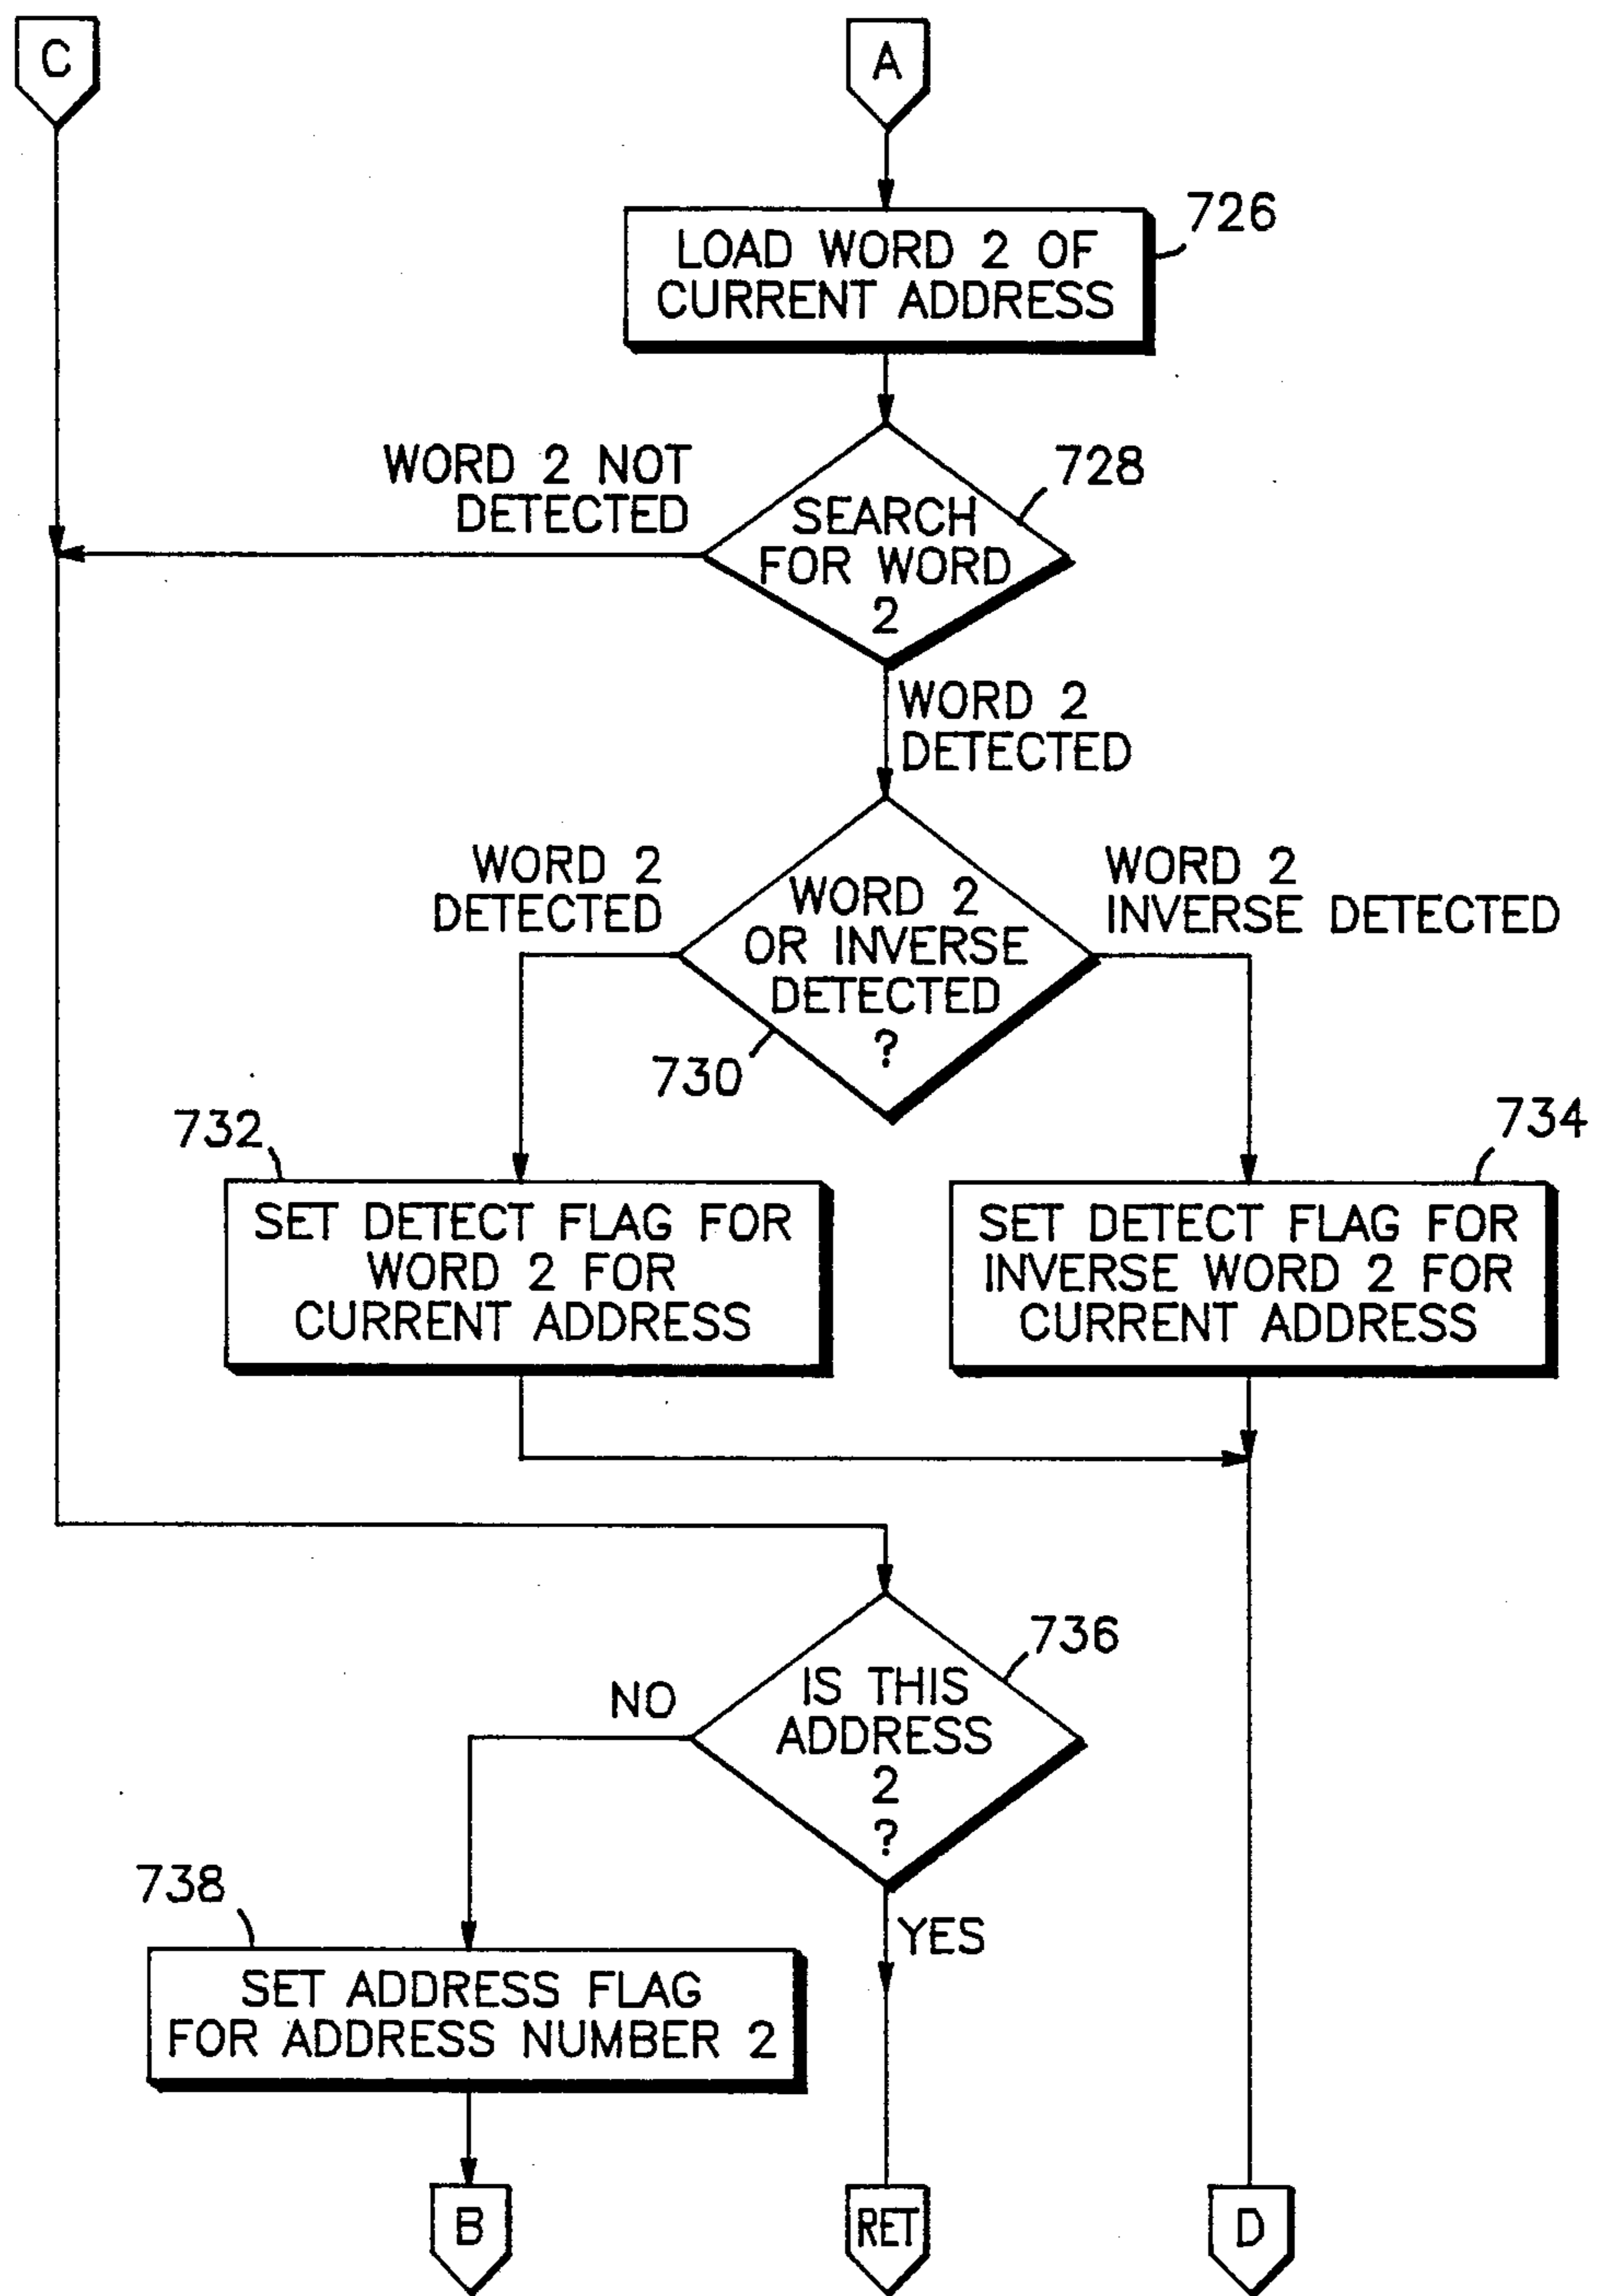 C
A
726
LOAD WORD 2 OF
CURRENT ADDRESS
WORD 2 NOT
DETECTED
728
SEARCH
FOR WORD
2
WORD 2
DETECTED
WORD 2
DETECTED
WORD 2
OR INVERSE
DETECTED
?
WORD 2
INVERSE DETECTED
730
732
734
SET DETECT FLAG FOR
WORD 2 FOR
CURRENT ADDRESS
SET DETECT FLAG FOR
INVERSE WORD 2 FOR
CURRENT ADDRESS
736
NO
IS THIS
ADDRESS
2
?
738
YES
SET ADDRESS FLAG
FOR ADDRESS NUMBER 2
B
RET
D